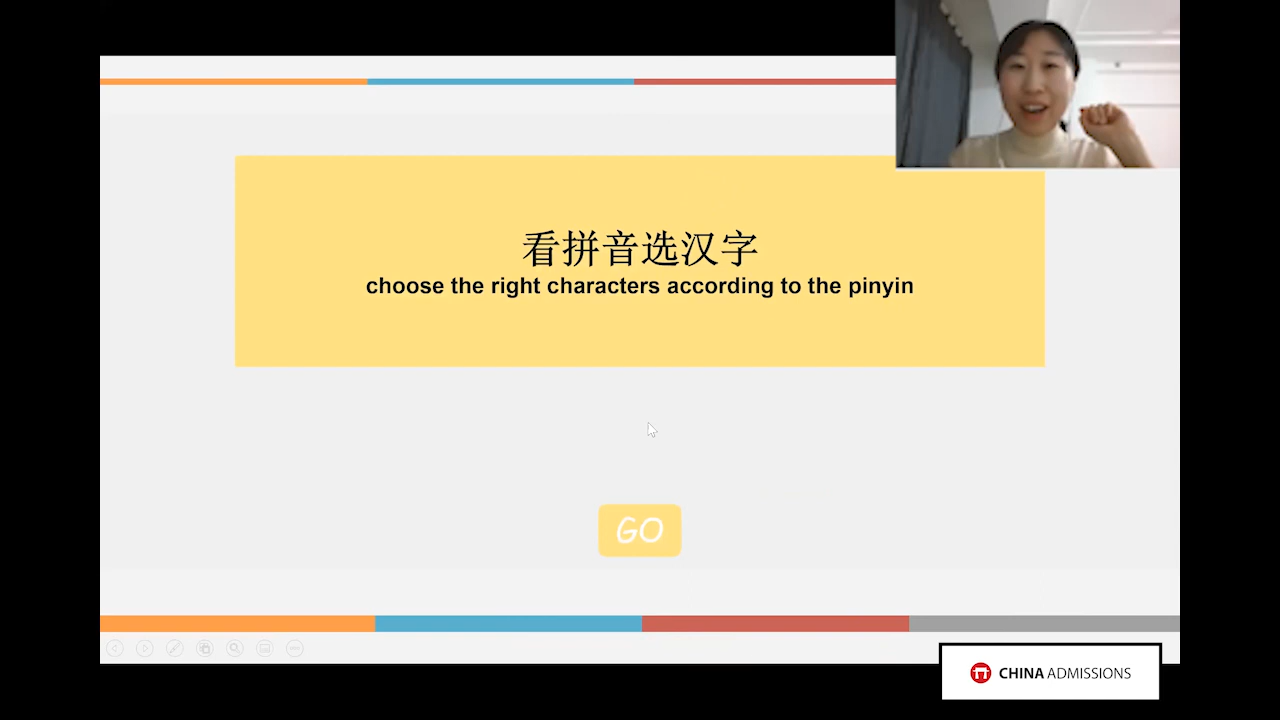 看拼音选汉字
choose the right characters according to the pinyin
GO
CHINA ADMISSIONS